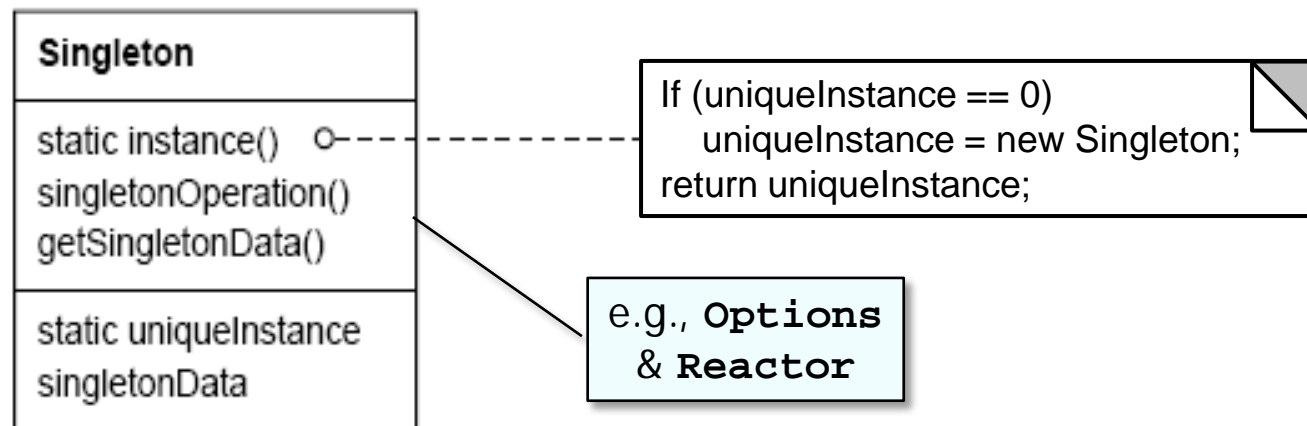 Singleton
static instance()
singletonOperation()
getSingletonData()
static uniqueInstance
singletonData
If (uniqueInstance == 0)
uniqueInstance = new Singleton;
return uniqueInstance;
e.g., Options
& Reactor